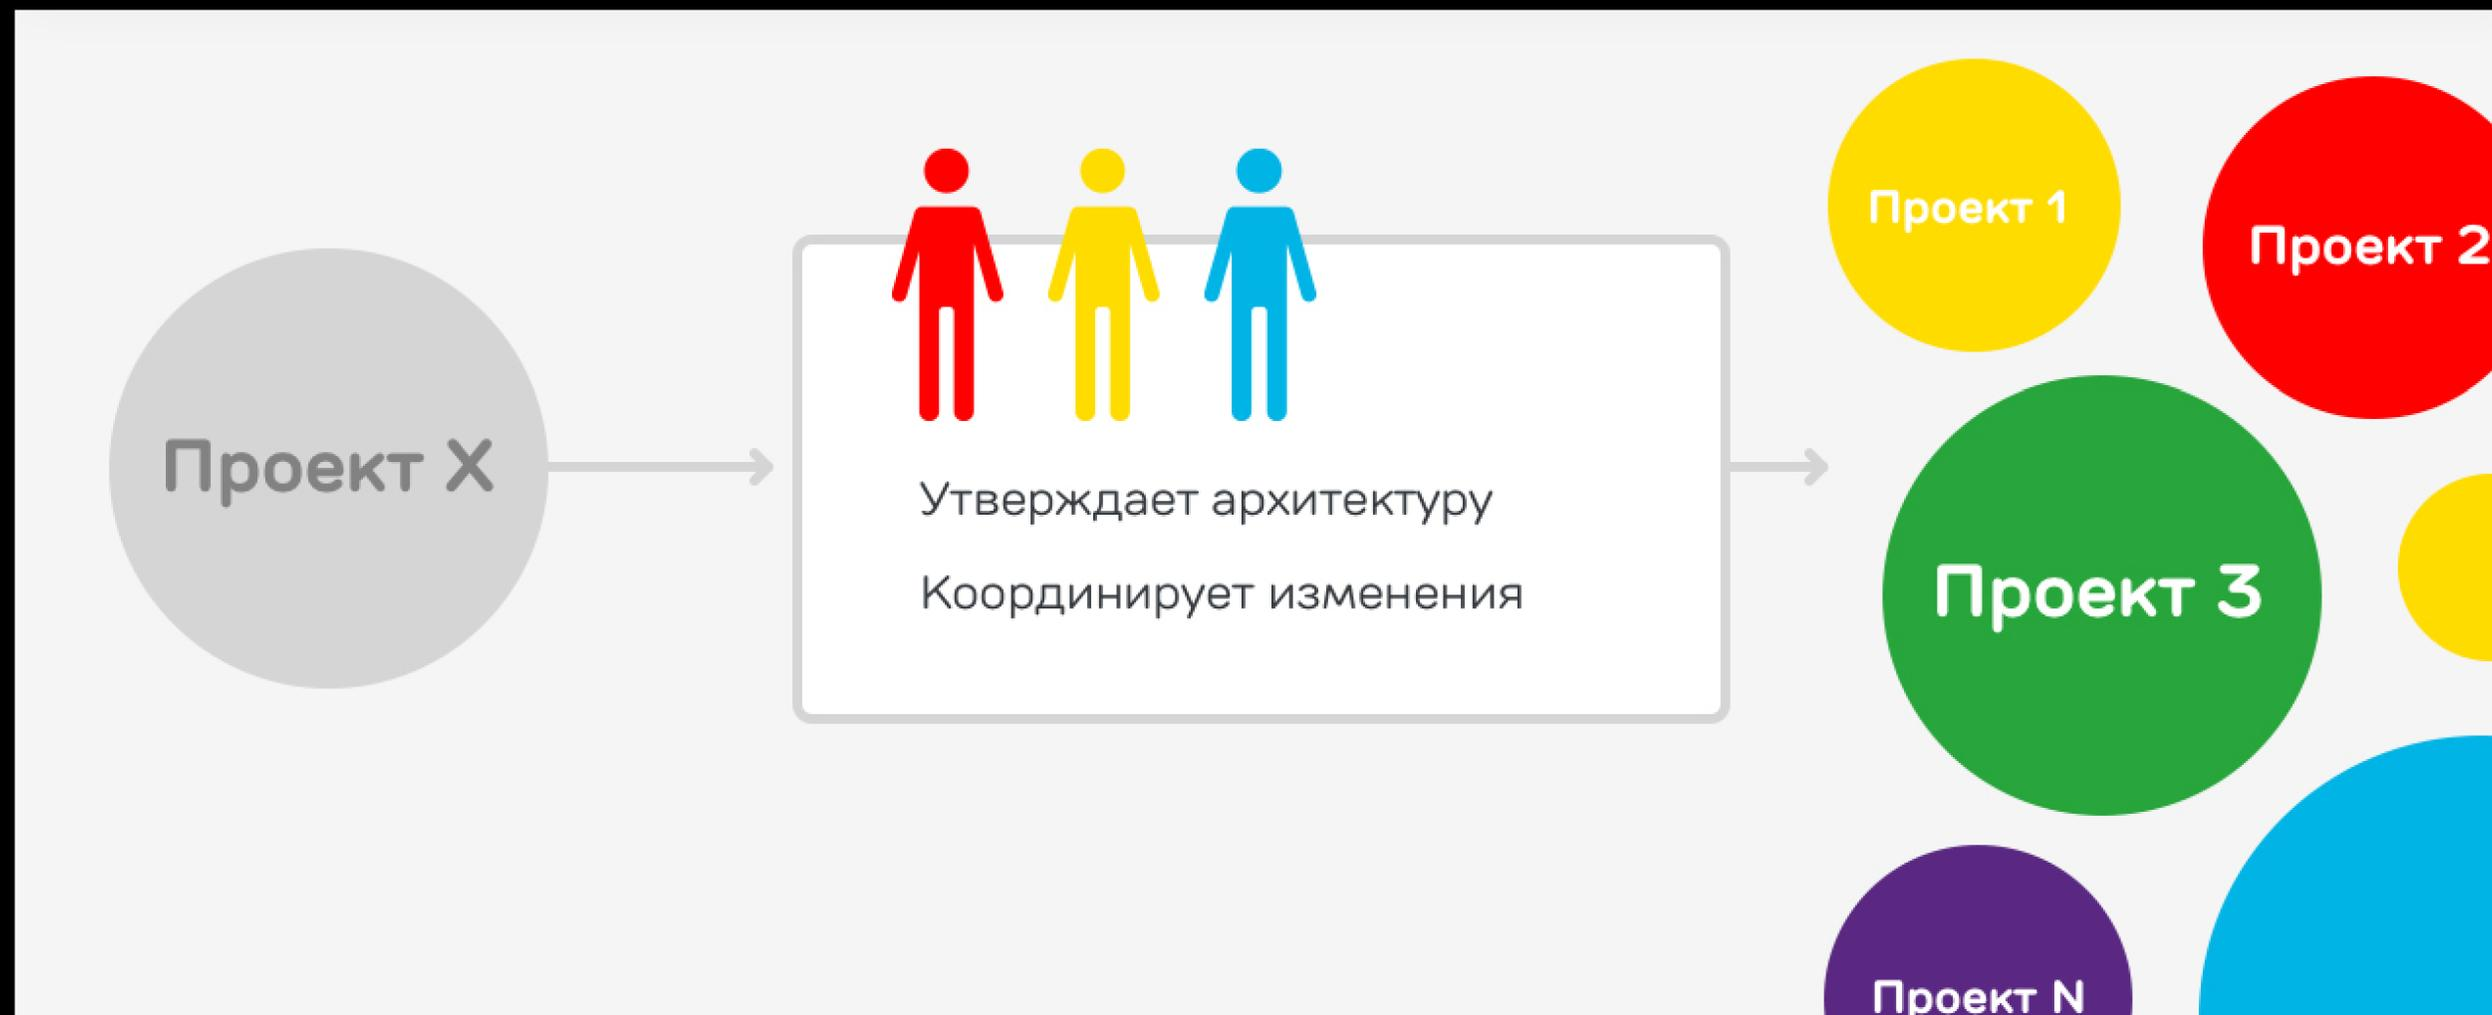 Проект X
Утверждает архитектуру
Координирует изменения
Проект 1
Проект 2
Проект 3
Проект N